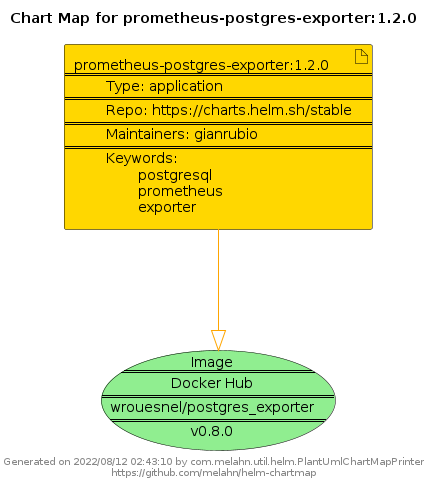 Chart Map for prometheus-postgres-exporter:1.2.0
prometheus-postgres-exporter:1.2.0
Type: application
Repo: https://charts.helm.sh/stable
Maintainers: gianrubio
Keywords:
postgresql
prometheus
exporter
Image
Docker Hub
wrouesnel/postgres_exporter
v0.8.0
Generated on 2022/08/12 02:43:10 by com.melahn.util.helm.PlantUmlChartMapPrinter
https://github.com/melahn/helm-chartmap